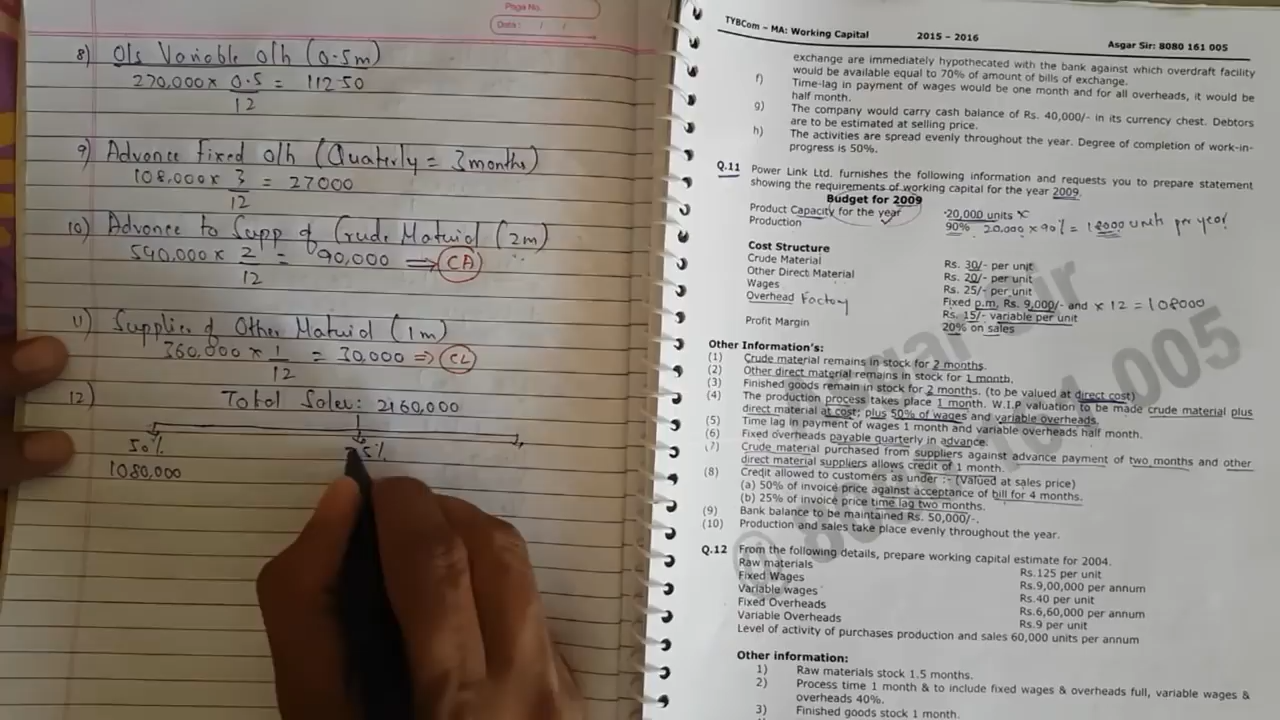 Page No.
Date: / /
8) O/s Variable o/h (0.5m)
270,000 × 0.5 = 112.50
12
9) Advance Fixed o/h (Quaterly = 3 months)
108,000 × 3 = 27000
12
10) Advance to Supp of Crude Material (2m)
540,000 × 2 = 90,000 ⇒ CA
12
11) Supplier of Other Material (1m)
360,000 × 1 = 30,000 ⇒ CL
12
12) Total Sales: 2160,000
50%
25%
1080,000
TYBCom – MA: Working Capital 2015 – 2016 Asgar Sir: 8080 161 005
exchange are immediately hypothecated with the bank against which overdraft facility
would be available equal to 70% of amount of bills of exchange.
f) Time-lag in payment of wages would be one month and for all overheads, it would be
half month.
g) The company would carry cash balance of Rs. 40,000/- in its currency chest. Debtors
are to be estimated at selling price.
h) The activities are spread evenly throughout the year. Degree of completion of work-in-
progress is 50%.
Q.11 Power Link Ltd. furnishes the following information and requests you to prepare statement
showing the requirements of working capital for the year 2009.
Budget for 2009
Product Capacity for the year 20,000 units
Production 90% 20,000 × 90% = 18000 units per year
Cost Structure
Crude Material Rs. 30/- per unit
Other Direct Material Rs. 20/- per unit
Wages Rs. 25/- per unit
Overhead Factory Fixed p.m. Rs. 9,000/- and × 12 = 108000
Rs. 15/- variable per unit
Profit Margin 20% on sales
Other Information's:
(1) Crude material remains in stock for 2 months.
(2) Other direct material remains in stock for 1 month.
(3) Finished goods remain in stock for 2 months. (to be valued at direct cost)
(4) The production process takes place 1 month. W.I.P valuation to be made crude material plus
direct material at cost; plus 50% of wages and variable overheads.
(5) Time lag in payment of wages 1 month and variable overheads half month.
(6) Fixed overheads payable quarterly in advance.
(7) Crude material purchased from suppliers against advance payment of two months and other
direct material suppliers allows credit of 1 month.
(8) Credit allowed to customers as under :- (Valued at sales price)
(a) 50% of invoice price against acceptance of bill for 4 months.
(b) 25% of invoice price time lag two months.
(9) Bank balance to be maintained Rs. 50,000/-.
(10) Production and sales take place evenly throughout the year.
Q.12 From the following details, prepare working capital estimate for 2004.
Raw materials Rs.125 per unit
Fixed Wages Rs.9,00,000 per annum
Variable wages Rs.40 per unit
Fixed Overheads Rs.6,60,000 per annum
Variable Overheads Rs.9 per unit
Level of activity of purchases production and sales 60,000 units per annum
Other information:
1) Raw materials stock 1.5 months.
2) Process time 1 month & to include fixed wages & overheads full, variable wages &
overheads 40%.
3) Finished goods stock 1 month.